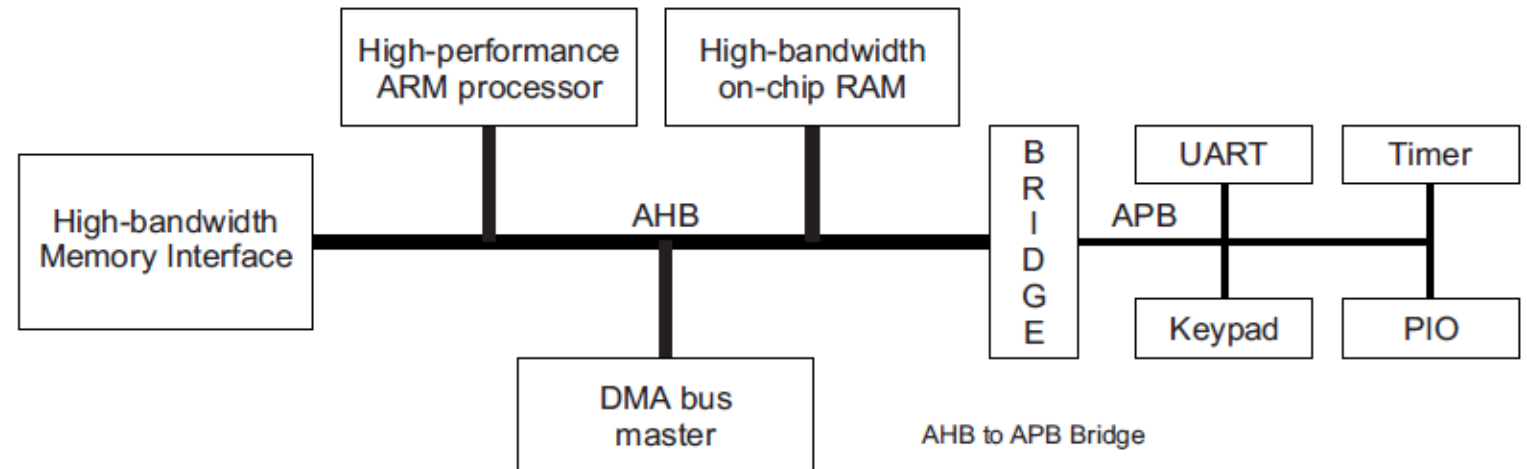 High-performance
ARM processor
High-bandwidth
on-chip RAM
High-bandwidth
Memory Interface
AHB
B
R
I
D
G
E
APB
UART
Timer
Keypad
PIO
DMA bus
master
AHB to APB Bridge